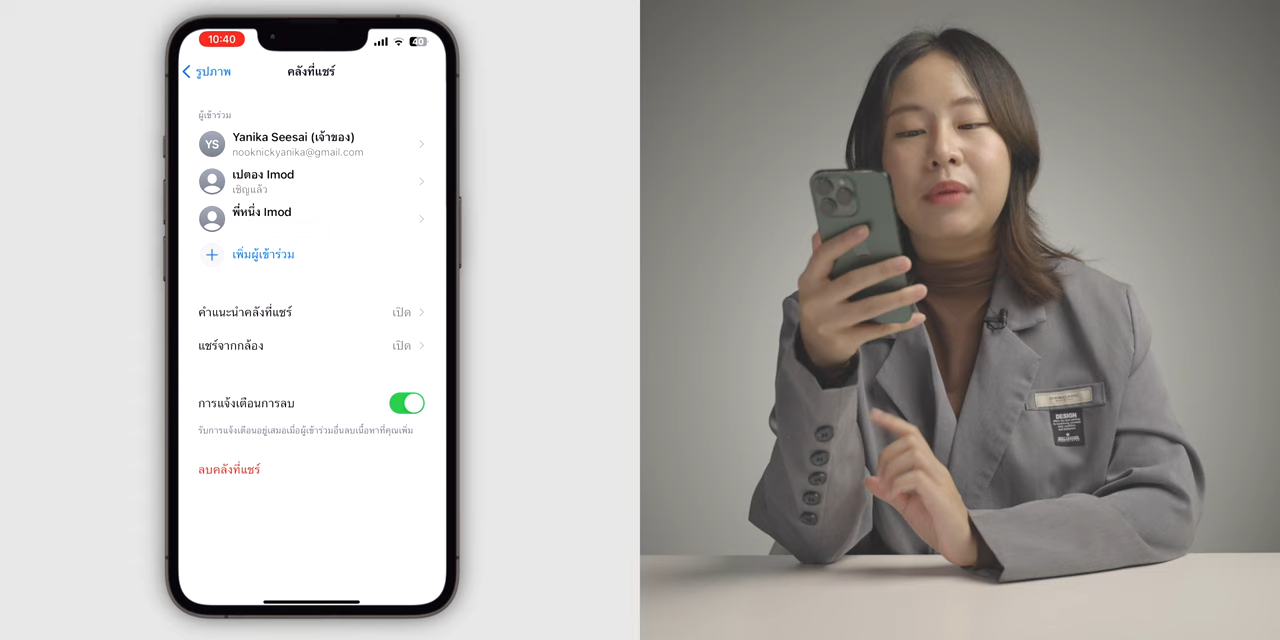 10:40
40
รูปภาพ
คลังที่แชร์
ผู้เข้าร่วม
YS
Yanika Seesai (เจ้าของ)
nooknickyanika@gmail.com
เปตอง Imod
เชิญแล้ว
พี่หนึ่ง Imod
เพิ่มผู้เข้าร่วม
คำแนะนำคลังที่แชร์ เปิด
แชร์จากกล้อง เปิด
การแจ้งเตือนการลบ
รับการแจ้งเตือนอยู่เสมอเมื่อผู้เข้าร่วมอื่นลบเนื้อหาที่คุณเพิ่ม
ลบคลังที่แชร์
DESIGN